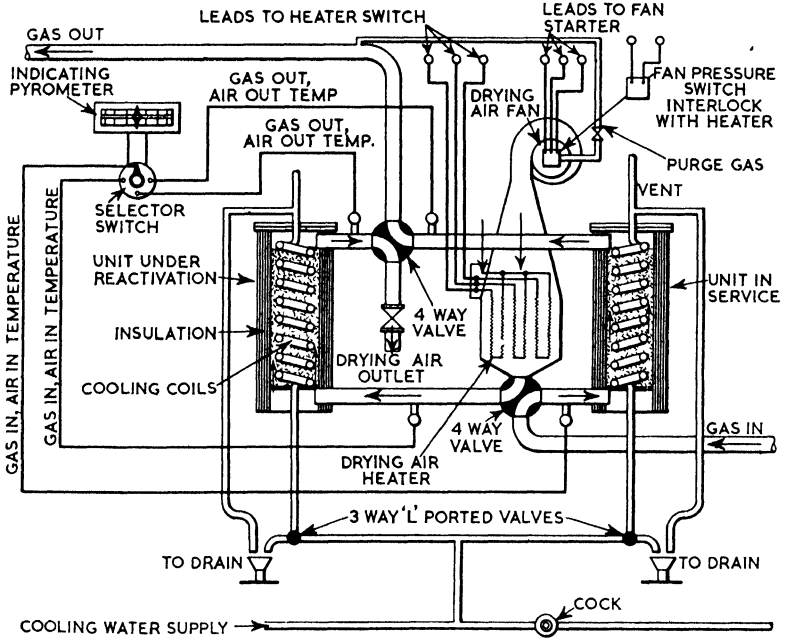 LEADS TO HEATER SWITCH
LEADS TO FAN
STARTER
GAS OUT
INDICATING
PYROMETER
GAS OUT,
AIR OUT TEMP
DRYING
AIR FAN
FAN PRESSURE
SWITCH
INTERLOCK
WITH HEATER
GAS OUT,
AIR OUT TEMP.
PURGE GAS
VENT
SELECTOR
SWITCH
GAS IN, AIR IN TEMPERATURE
GAS IN, AIR IN TEMPERATURE
UNIT UNDER
REACTIVATION
UNIT IN
SERVICE
4 WAY
VALVE
INSULATION
DRYING AIR
OUTLET
COOLING COILS
4 WAY
VALVE
GAS IN
DRYING AIR
HEATER
3 WAY 'L' PORTED VALVES
TO DRAIN
TO DRAIN
COCK
COOLING WATER SUPPLY